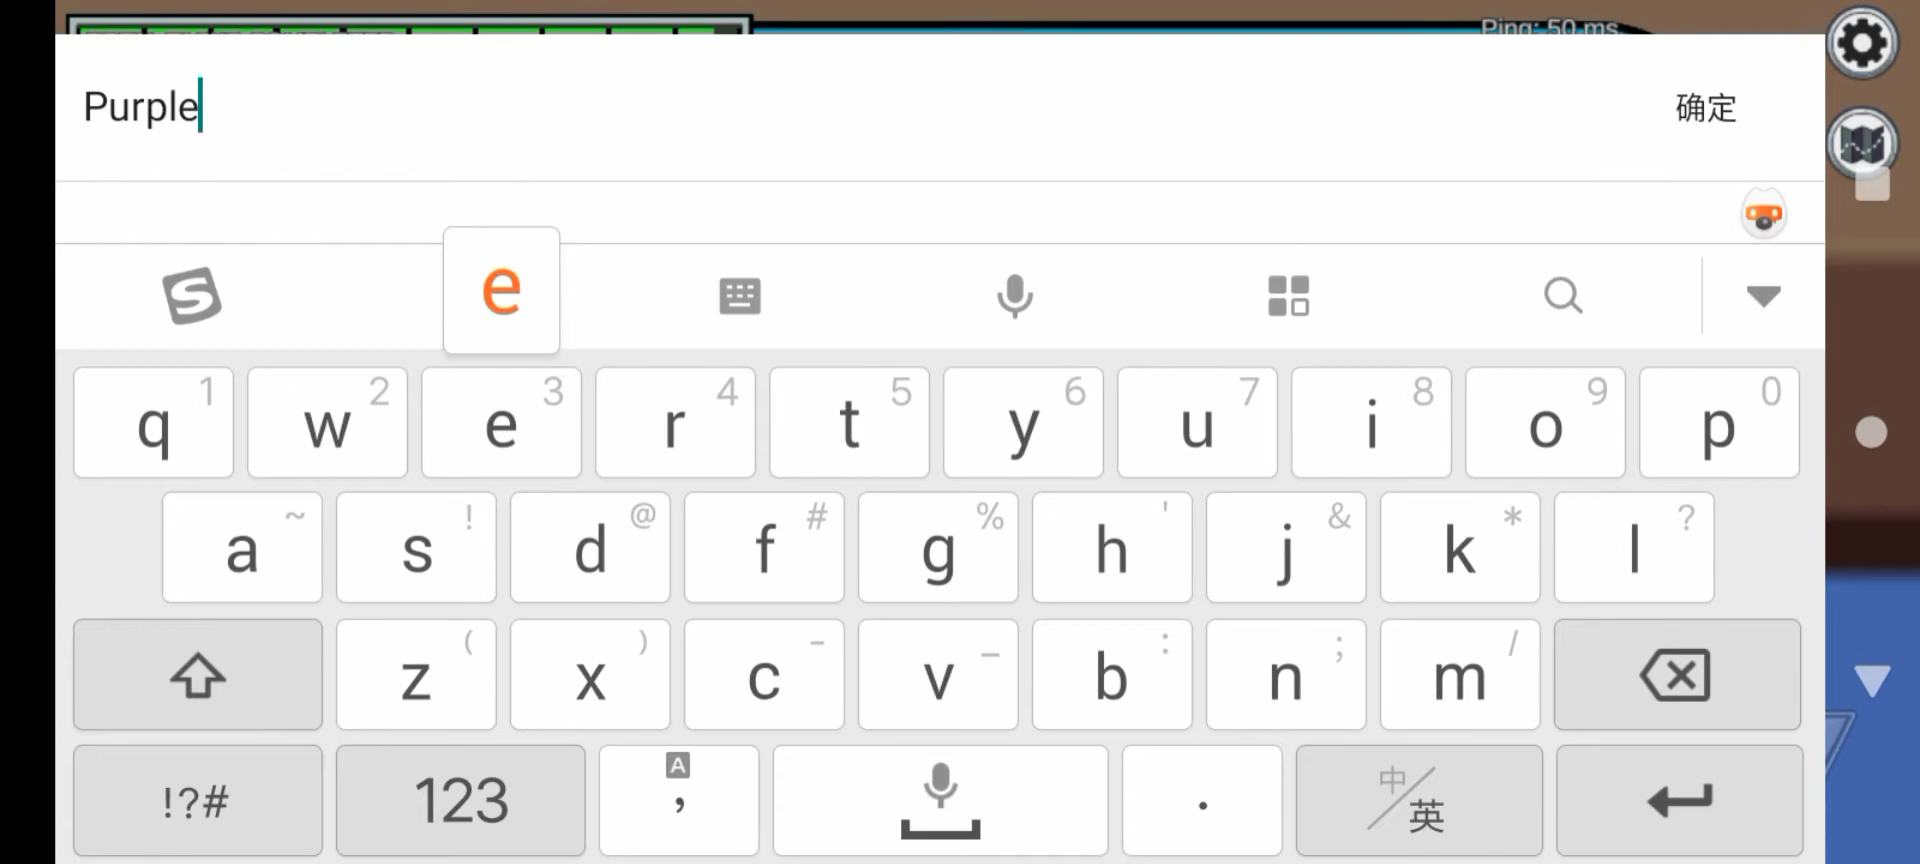 Ping: 50 ms
Purple
确定
e
q 1 w 2 e 3 r 4 t 5 y 6 u 7 i 8 o 9 p 0
a ~ s ! d @ f # g % h ' j & k * l ?
z ( x ) c - v _ b : n ; m /
!?# 123 A , . 中/英